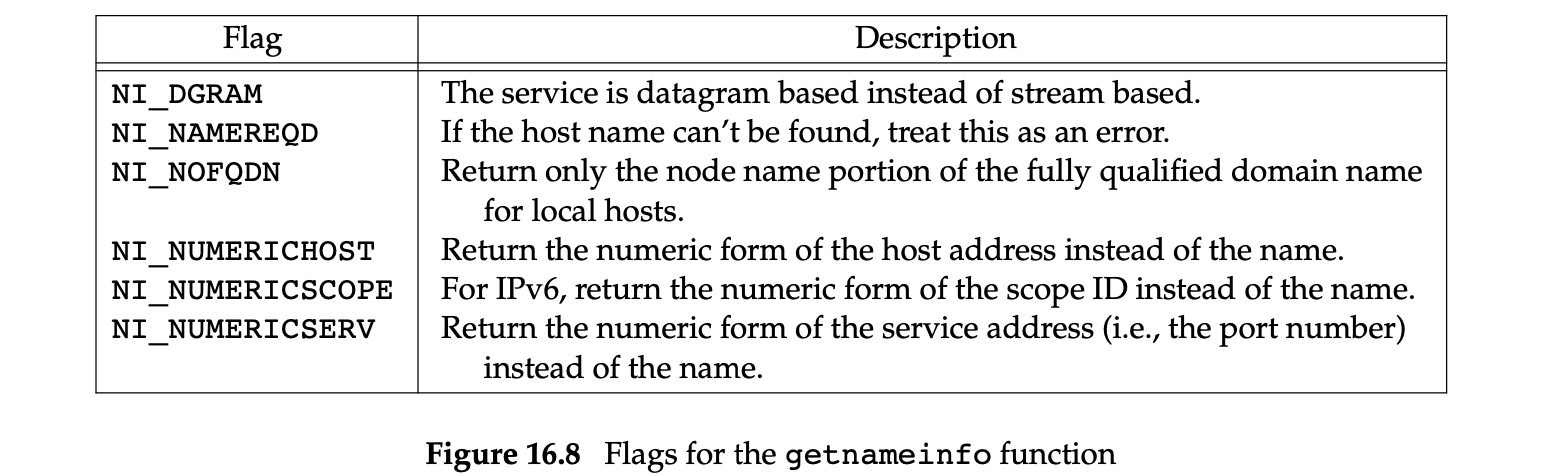 Flag Description
NI_DGRAM The service is datagram based instead of stream based.
NI_NAMEREQD If the host name can’t be found, treat this as an error.
NI_NOFQDN Return only the node name portion of the fully qualified domain name
for local hosts.
NI_NUMERICHOST Return the numeric form of the host address instead of the name.
NI_NUMERICSCOPE For IPv6, return the numeric form of the scope ID instead of the name.
NI_NUMERICSERV Return the numeric form of the service address (i.e., the port number)
instead of the name.
Figure 16.8 Flags for the getnameinfo function